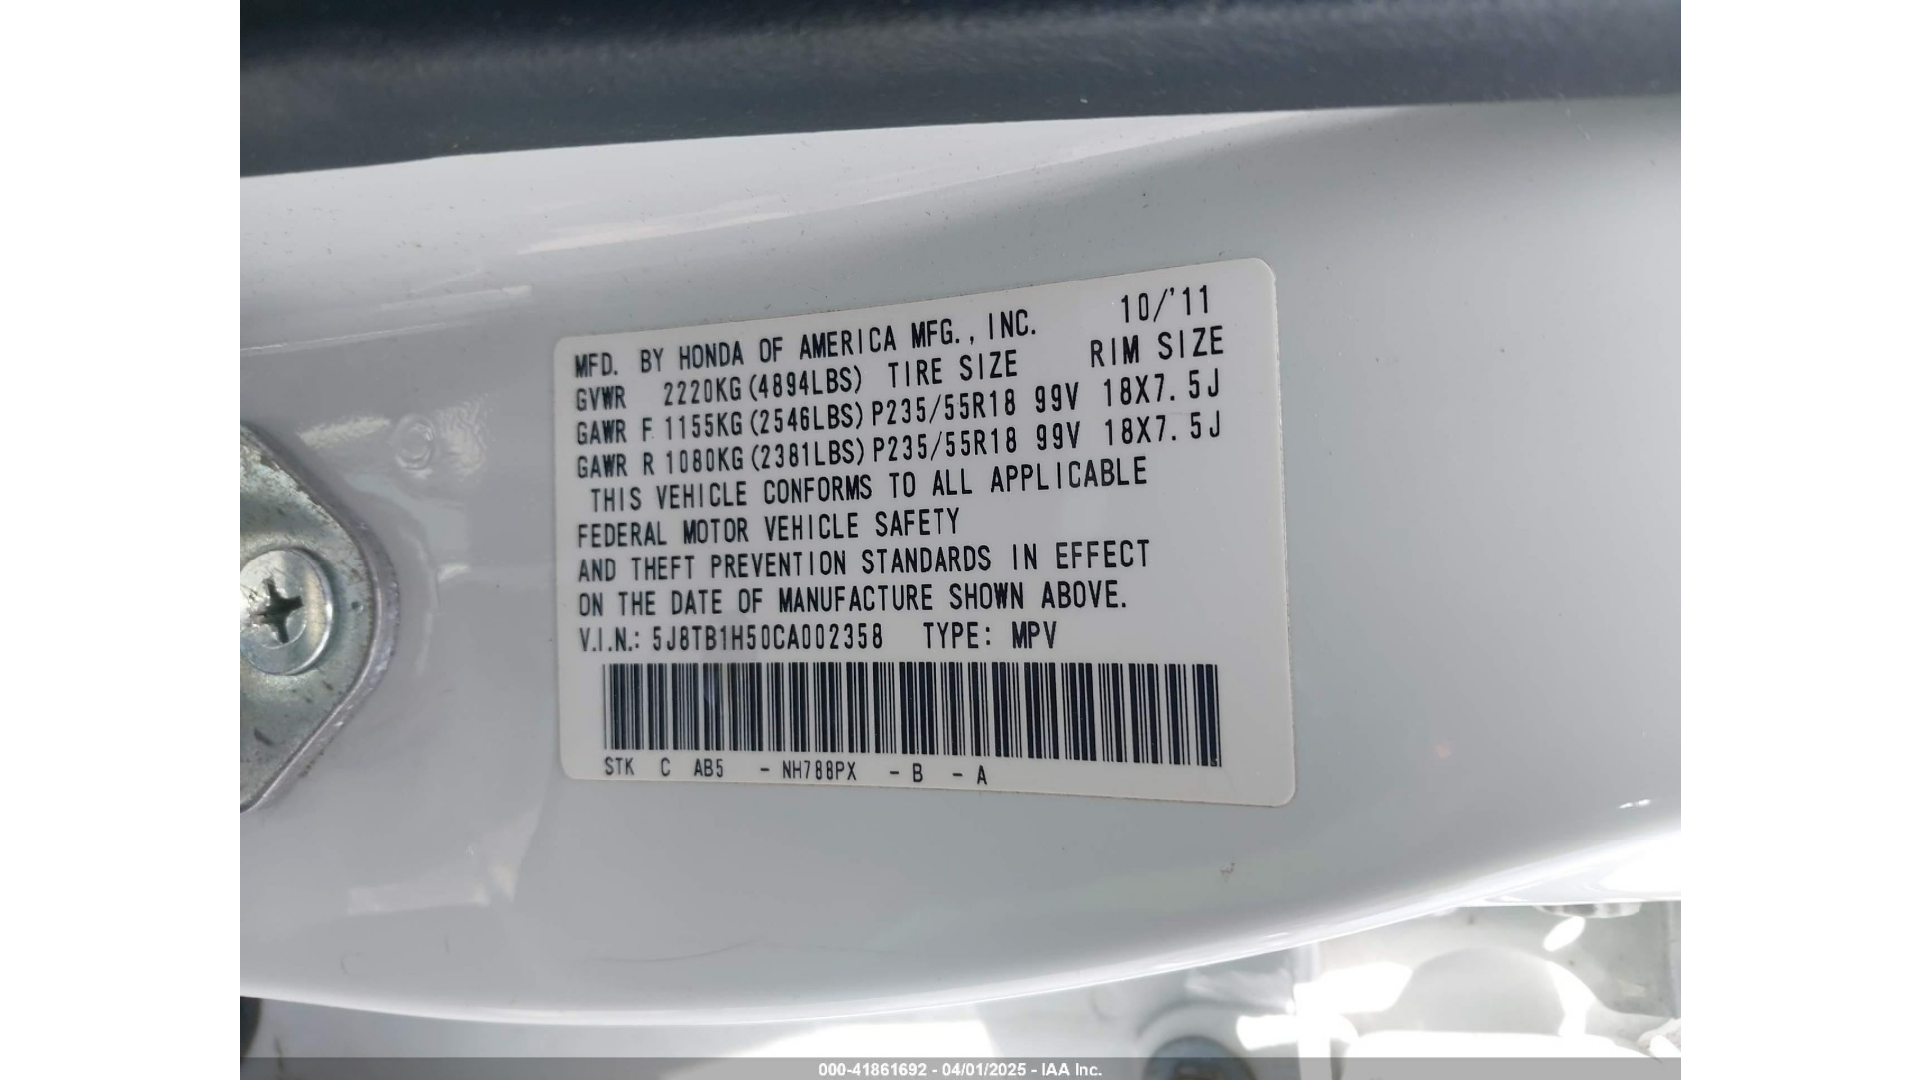 MFD. BY HONDA OF AMERICA MFG., INC. 10/'11
GVWR 2220KG(4894LBS) TIRE SIZE RIM SIZE
GAWR F 1155KG(2546LBS)P235/55R18 99V 18X7.5J
GAWR R 1080KG(2381LBS)P235/55R18 99V 18X7.5J
THIS VEHICLE CONFORMS TO ALL APPLICABLE
FEDERAL MOTOR VEHICLE SAFETY
AND THEFT PREVENTION STANDARDS IN EFFECT
ON THE DATE OF MANUFACTURE SHOWN ABOVE.
V.I.N.: 5J8TB1H50CA002358 TYPE: MPV
STK C AB5 - NH788PX - B - A
000-41861692 - 04/01/2025 - IAA Inc.